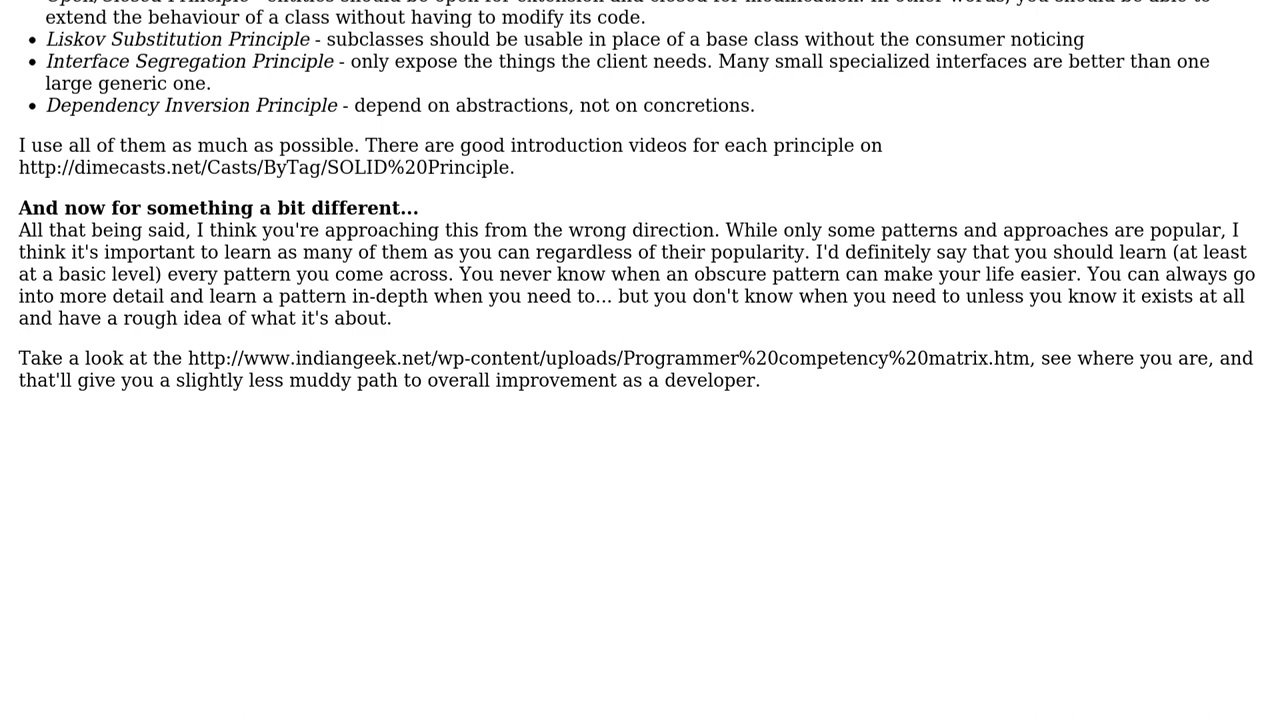 extend the behaviour of a class without having to modify its code.
• Liskov Substitution Principle - subclasses should be usable in place of a base class without the consumer noticing
• Interface Segregation Principle - only expose the things the client needs. Many small specialized interfaces are better than one
large generic one.
• Dependency Inversion Principle - depend on abstractions, not on concretions.
I use all of them as much as possible. There are good introduction videos for each principle on
http://dimecasts.net/Casts/ByTag/SOLID%20Principle.
And now for something a bit different...
All that being said, I think you're approaching this from the wrong direction. While only some patterns and approaches are popular, I
think it's important to learn as many of them as you can regardless of their popularity. I'd definitely say that you should learn (at least
at a basic level) every pattern you come across. You never know when an obscure pattern can make your life easier. You can always go
into more detail and learn a pattern in-depth when you need to... but you don't know when you need to unless you know it exists at all
and have a rough idea of what it's about.
Take a look at the http://www.indiangeek.net/wp-content/uploads/Programmer%20competency%20matrix.htm, see where you are, and
that'll give you a slightly less muddy path to overall improvement as a developer.